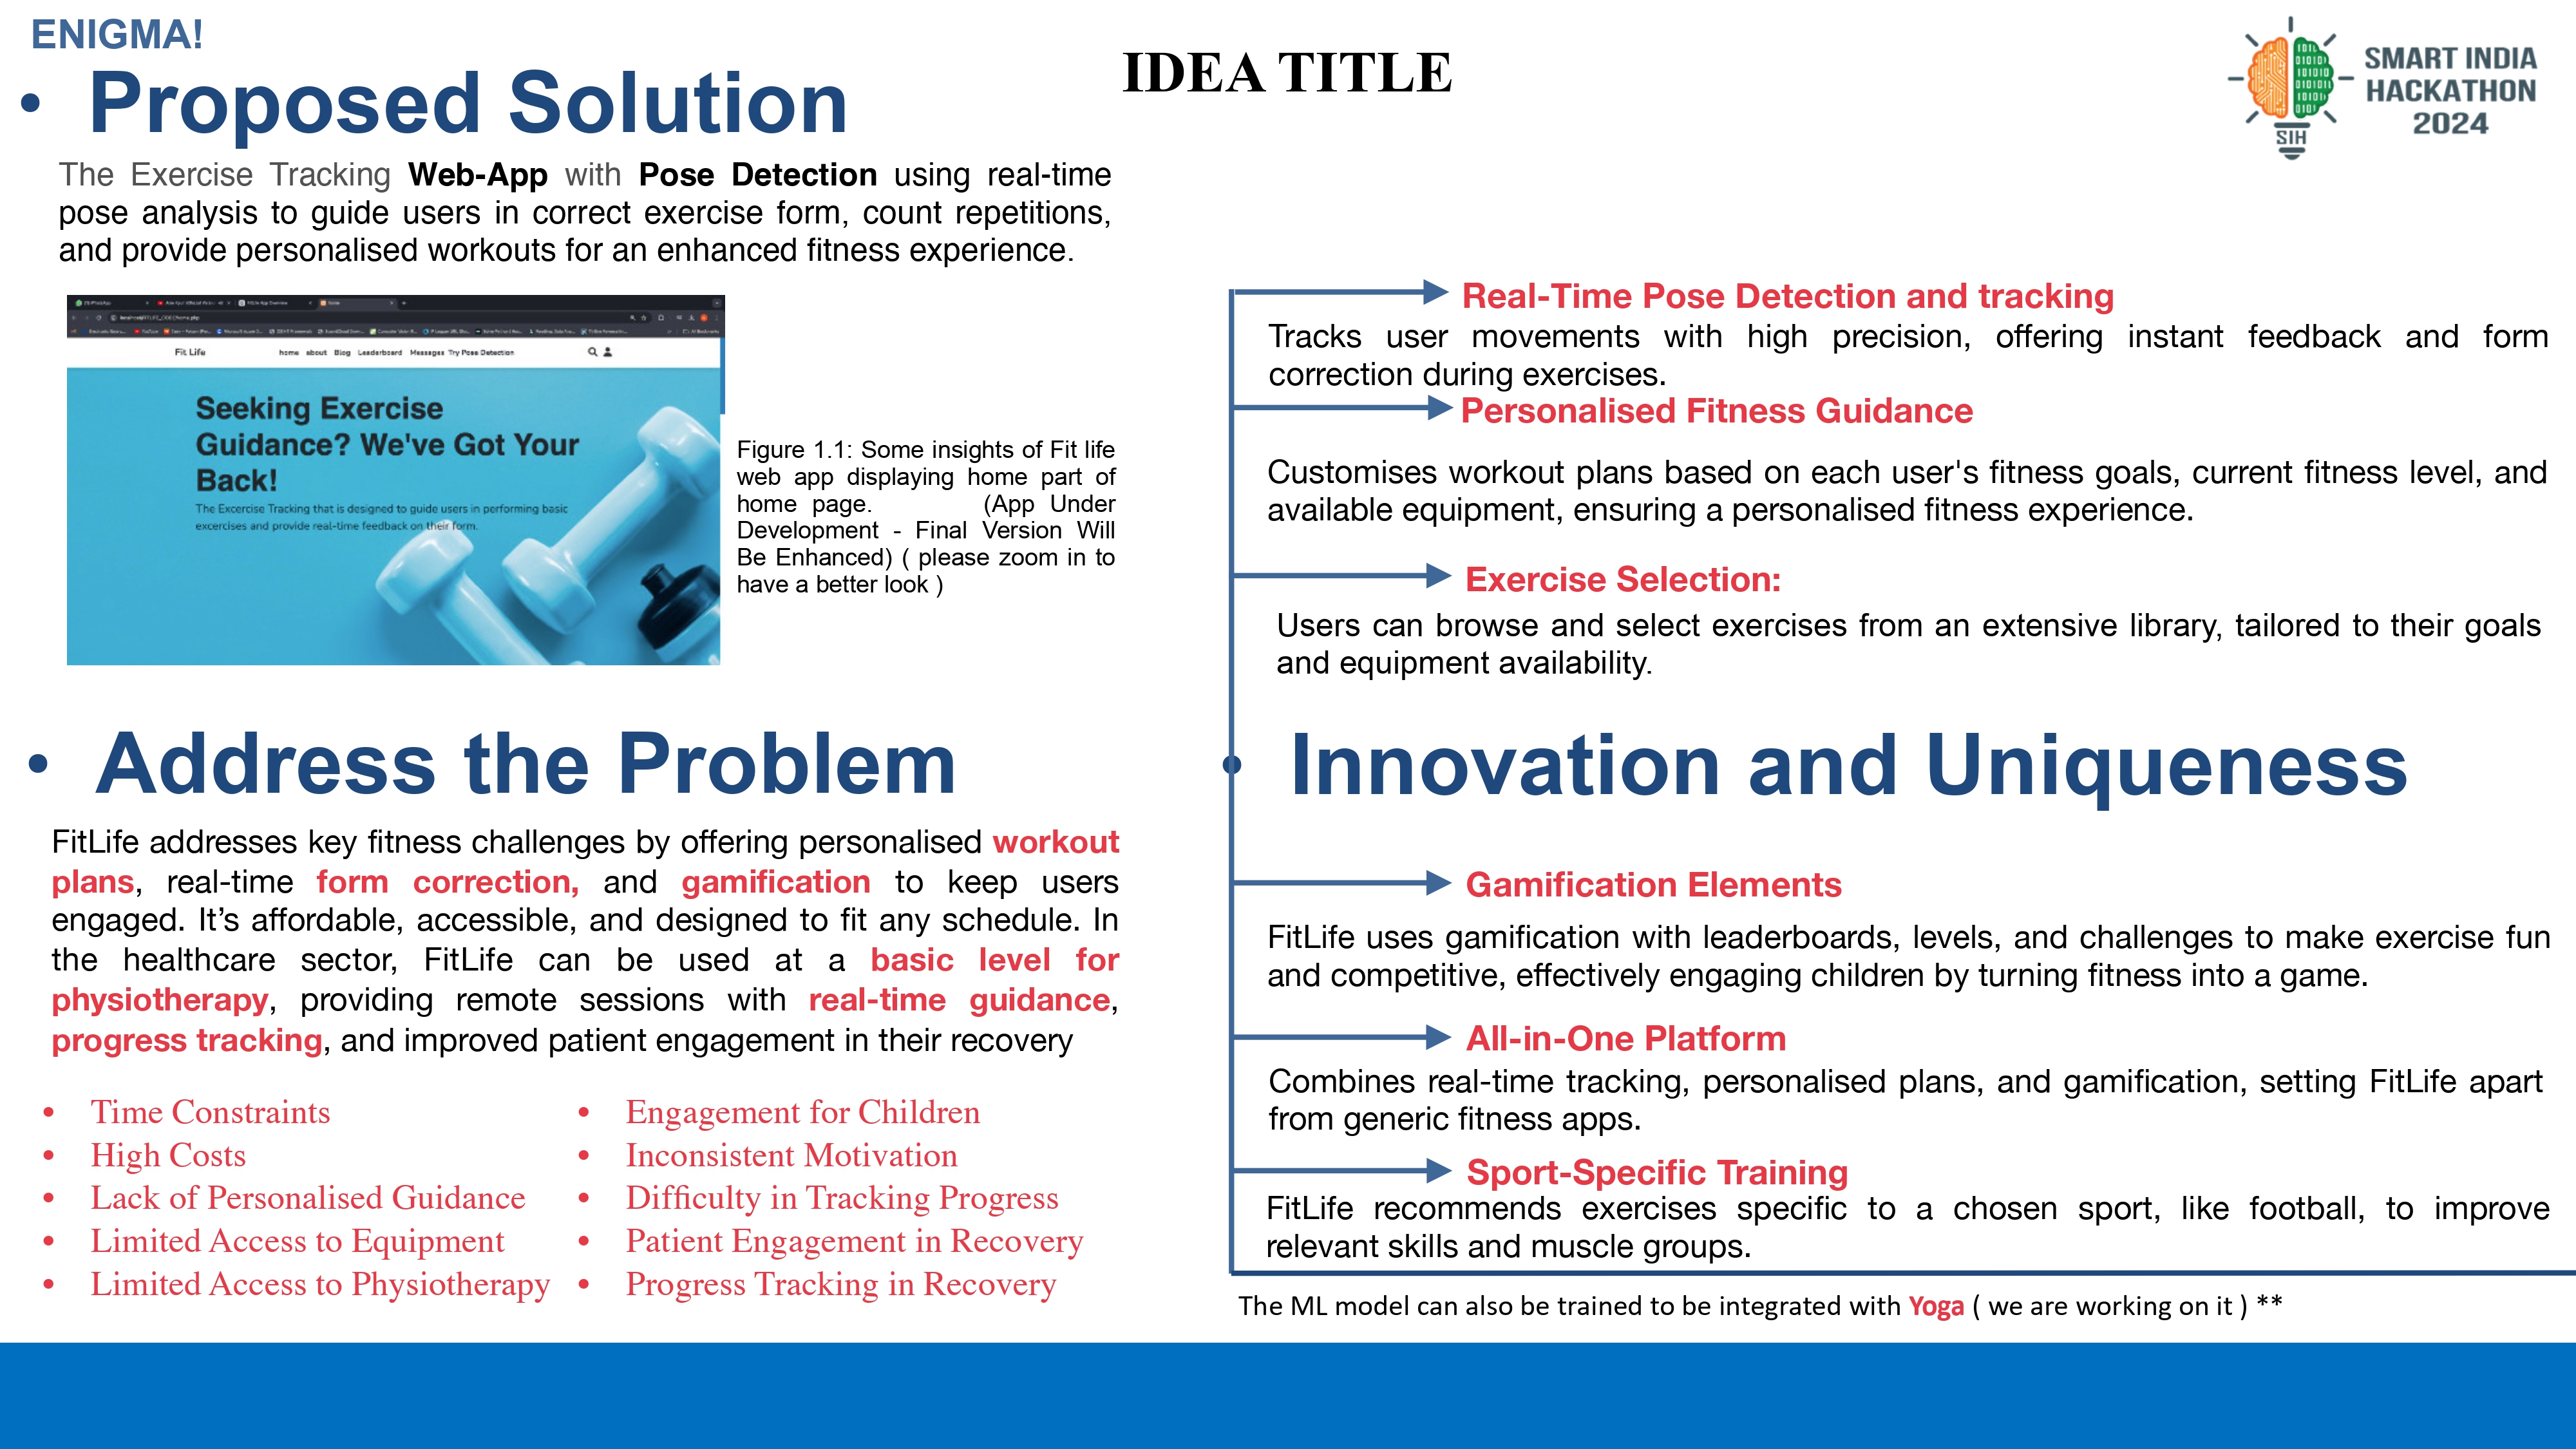 ENIGMA!
IDEA TITLE
SMART INDIA
HACKATHON
2024
SIH
• Proposed Solution
The Exercise Tracking Web-App with Pose Detection using real-time
pose analysis to guide users in correct exercise form, count repetitions,
and provide personalised workouts for an enhanced fitness experience.
Fit Life
home about Blog Leaderboard Messages Try Pose Detection
Seeking Exercise
Guidance? We've Got Your
Back!
The Excercise Tracking that is designed to guide users in performing basic
excercises and provide real-time feedback on their form.
Figure 1.1: Some insights of Fit life
web app displaying home part of
home page. (App Under
Development - Final Version Will
Be Enhanced) ( please zoom in to
have a better look )
• Address the Problem
FitLife addresses key fitness challenges by offering personalised workout
plans, real-time form correction, and gamification to keep users
engaged. It’s affordable, accessible, and designed to fit any schedule. In
the healthcare sector, FitLife can be used at a basic level for
physiotherapy, providing remote sessions with real-time guidance,
progress tracking, and improved patient engagement in their recovery
• Time Constraints
• High Costs
• Lack of Personalised Guidance
• Limited Access to Equipment
• Limited Access to Physiotherapy
• Engagement for Children
• Inconsistent Motivation
• Difficulty in Tracking Progress
• Patient Engagement in Recovery
• Progress Tracking in Recovery
Real-Time Pose Detection and tracking
Tracks user movements with high precision, offering instant feedback and form
correction during exercises.
Personalised Fitness Guidance
Customises workout plans based on each user's fitness goals, current fitness level, and
available equipment, ensuring a personalised fitness experience.
Exercise Selection:
Users can browse and select exercises from an extensive library, tailored to their goals
and equipment availability.
• Innovation and Uniqueness
Gamification Elements
FitLife uses gamification with leaderboards, levels, and challenges to make exercise fun
and competitive, effectively engaging children by turning fitness into a game.
All-in-One Platform
Combines real-time tracking, personalised plans, and gamification, setting FitLife apart
from generic fitness apps.
Sport-Specific Training
FitLife recommends exercises specific to a chosen sport, like football, to improve
relevant skills and muscle groups.
The ML model can also be trained to be integrated with Yoga ( we are working on it ) **